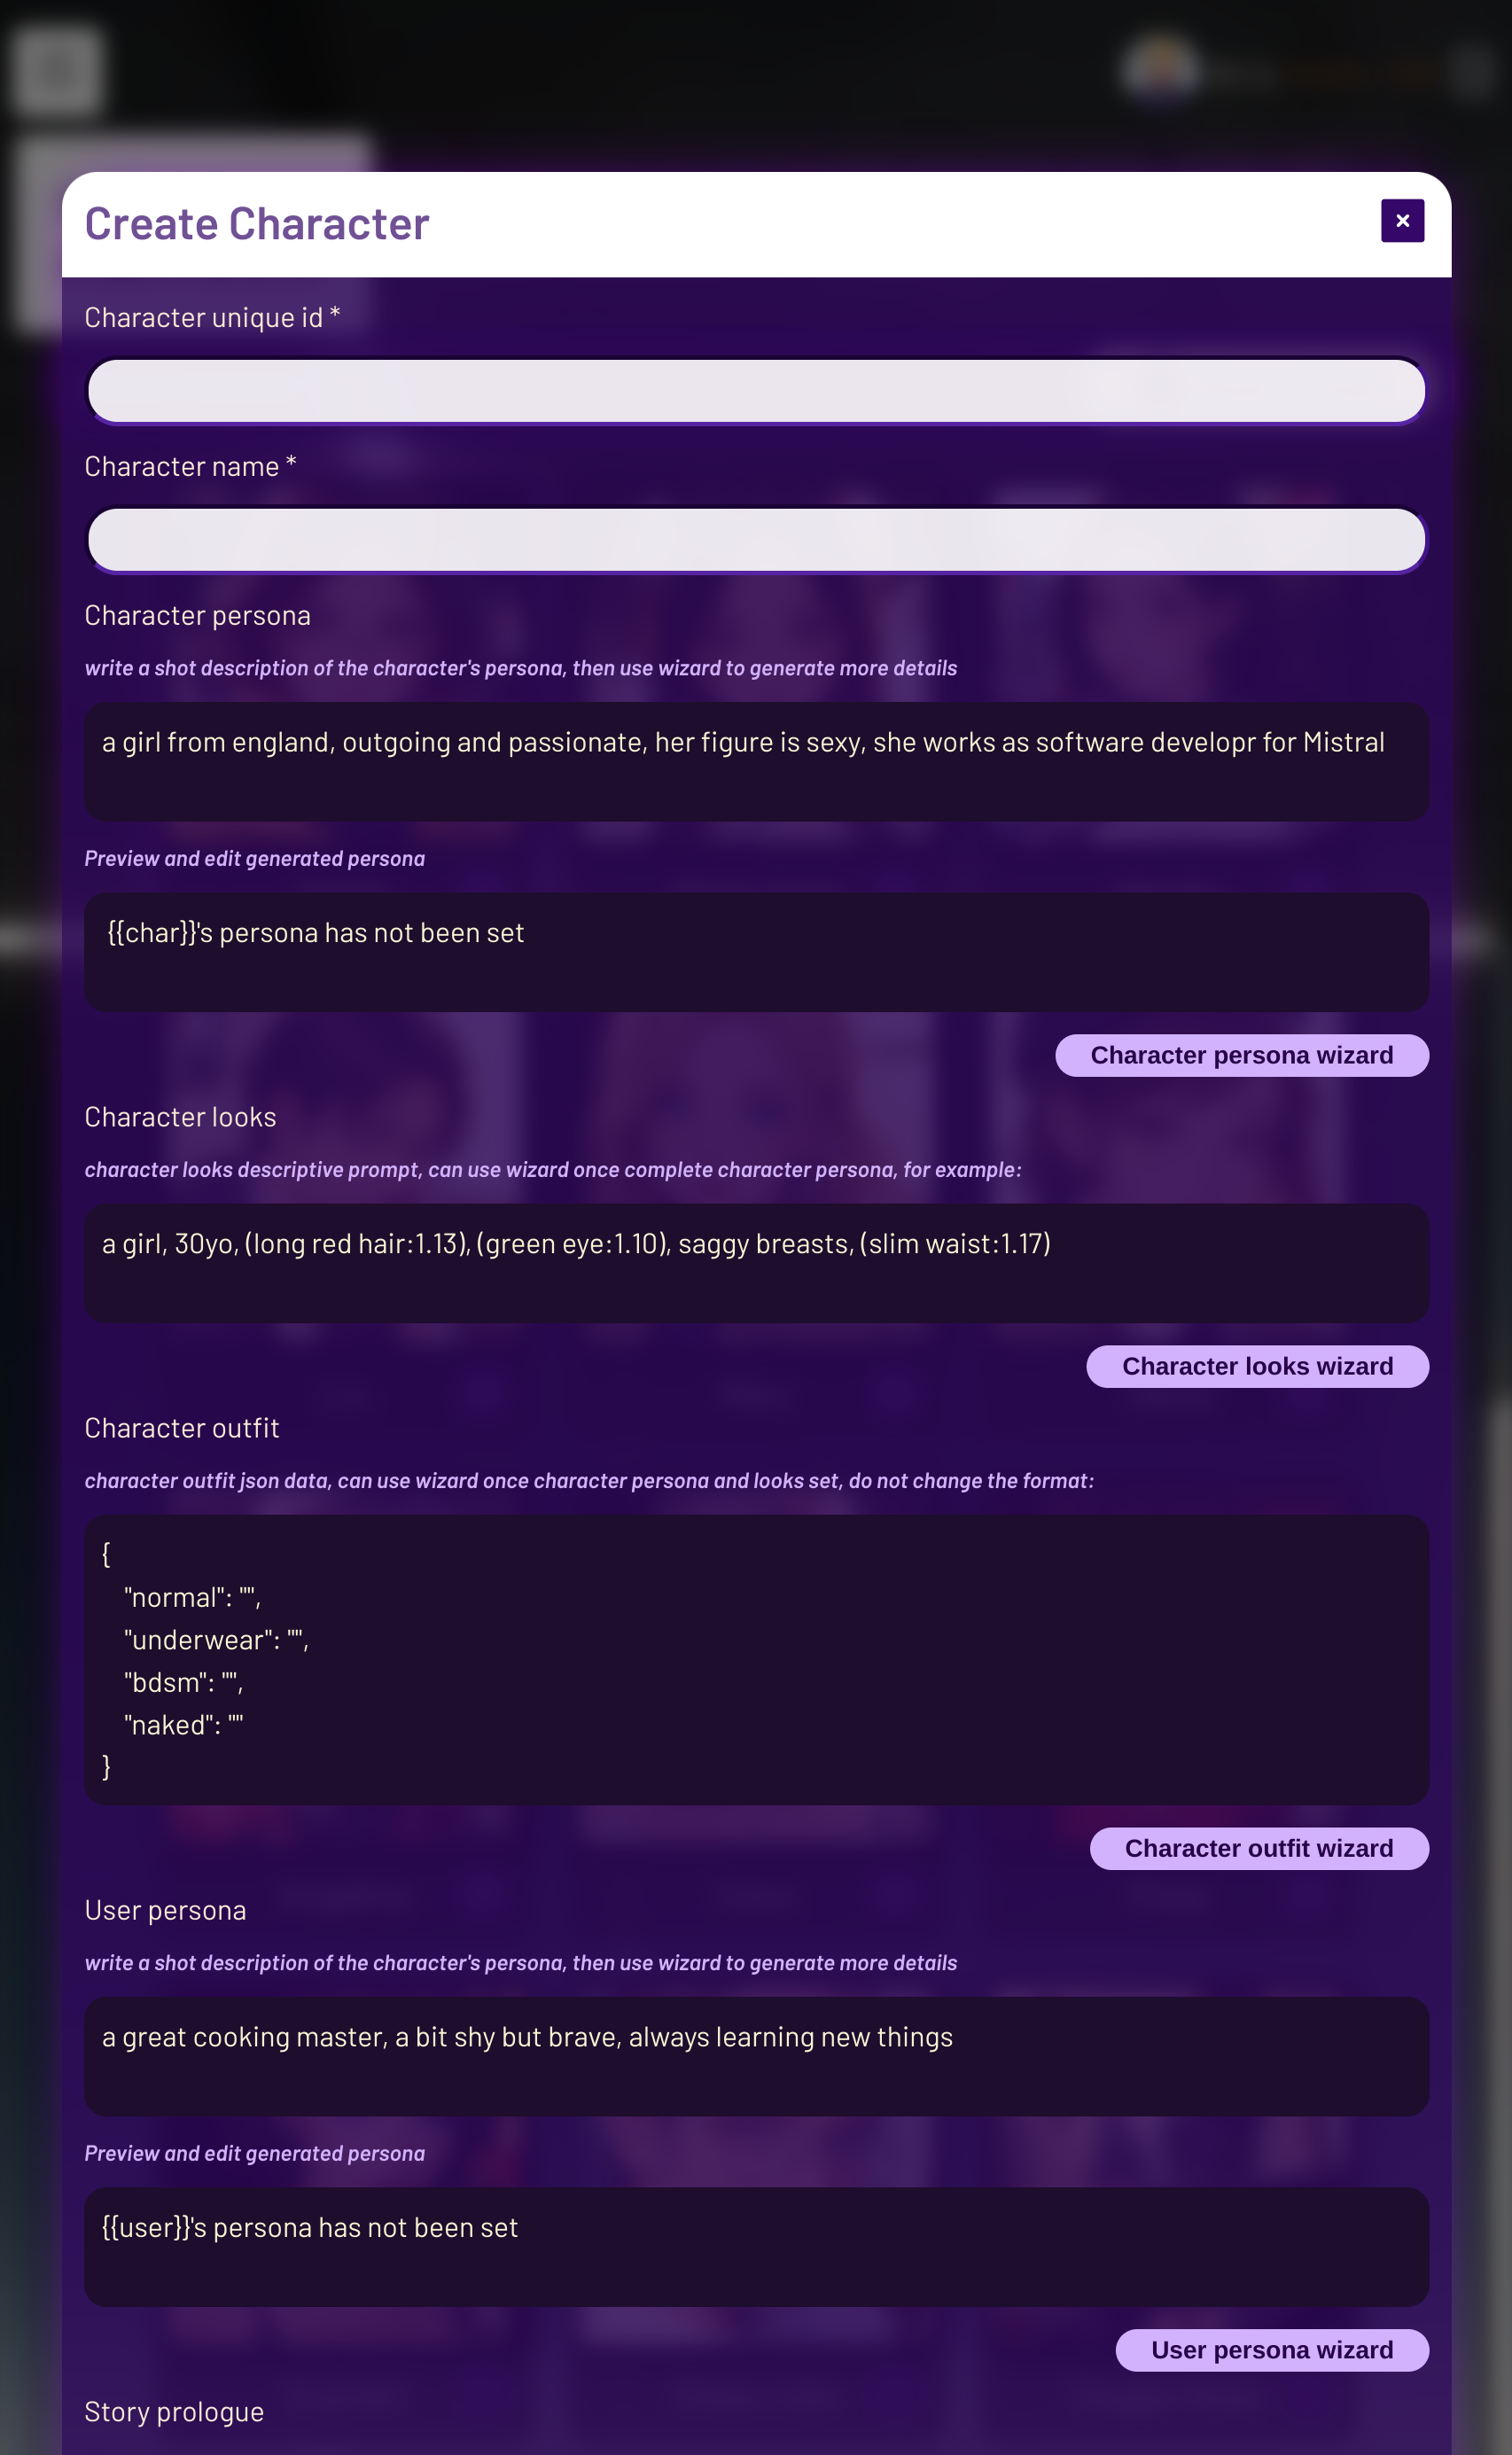 Create Character
Character unique id *
Character name *
Character persona
write a shot description of the character's persona, then use wizard to generate more details
a girl from england, outgoing and passionate, her figure is sexy, she works as software developr for Mistral
Preview and edit generated persona
{{char}}'s persona has not been set
Character persona wizard
Character looks
character looks descriptive prompt, can use wizard once complete character persona, for example:
a girl, 30yo, (long red hair:1.13), (green eye:1.10), saggy breasts, (slim waist:1.17)
Character looks wizard
Character outfit
character outfit json data, can use wizard once character persona and looks set, do not change the format:
{
"normal": "",
"underwear": "",
"bdsm": "",
"naked": ""
}
Character outfit wizard
User persona
write a shot description of the character's persona, then use wizard to generate more details
a great cooking master, a bit shy but brave, always learning new things
Preview and edit generated persona
{{user}}'s persona has not been set
User persona wizard
Story prologue